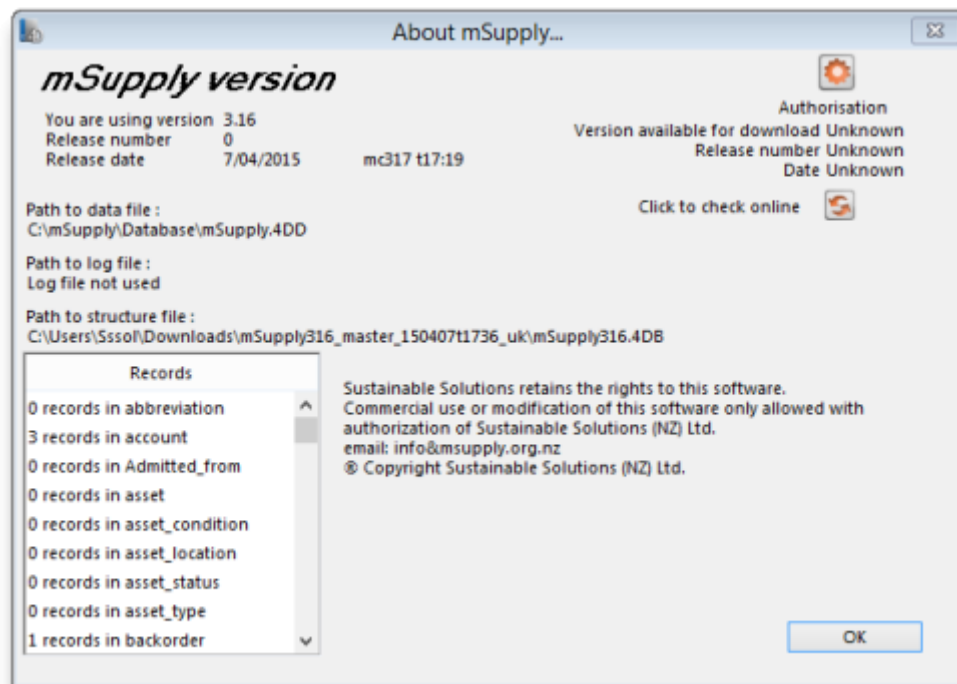 About mSupply...
mSupply version
You are using version 3.16
Release number 0
Release date 7/04/2015 mc317 t17:19
Authorisation
Version available for download Unknown
Release number Unknown
Date Unknown
Click to check online
Path to data file :
C:\mSupply\Database\mSupply.4DD
Path to log file :
Log file not used
Path to structure file :
C:\Users\Sssol\Downloads\mSupply316_master_150407t1736_uk\mSupply316.4DB
Records
0 records in abbreviation
3 records in account
0 records in Admitted_from
0 records in asset
0 records in asset_condition
0 records in asset_location
0 records in asset_status
0 records in asset_type
1 records in backorder
Sustainable Solutions retains the rights to this software.
Commercial use or modification of this software only allowed with
authorization of Sustainable Solutions (NZ) Ltd.
email: info&msupply.org.nz
® Copyright Sustainable Solutions (NZ) Ltd.
OK